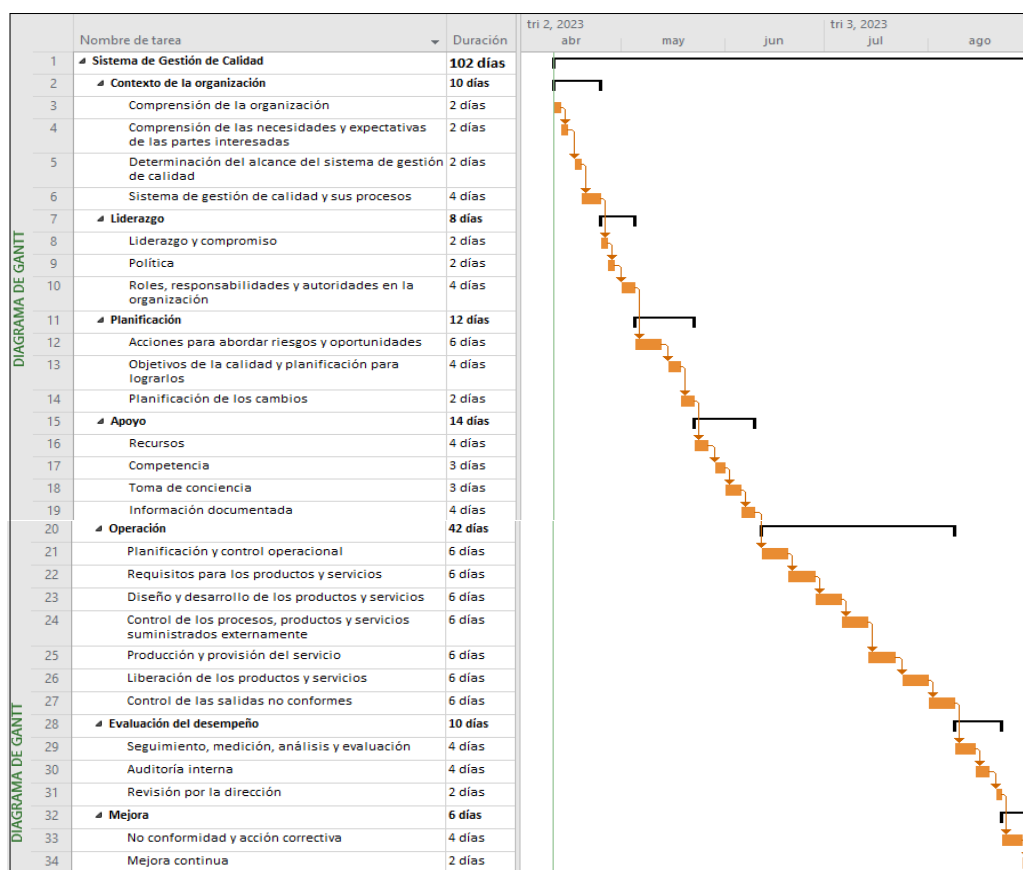 tri 2, 2023 tri 3, 2023
Nombre de tarea Duración abr may jun jul ago
1 Sistema de Gestión de Calidad 102 días
2 Contexto de la organización 10 días
3 Comprensión de la organización 2 días
4 Comprensión de las necesidades y expectativas 2 días
de las partes interesadas
5 Determinación del alcance del sistema de gestión 2 días
de calidad
6 Sistema de gestión de calidad y sus procesos 4 días
7 Liderazgo 8 días
8 Liderazgo y compromiso 2 días
9 Política 2 días
10 Roles, responsabilidades y autoridades en la 4 días
organización
11 Planificación 12 días
12 Acciones para abordar riesgos y oportunidades 6 días
13 Objetivos de la calidad y planificación para 4 días
lograrlos
14 Planificación de los cambios 2 días
15 Apoyo 14 días
16 Recursos 4 días
17 Competencia 3 días
18 Toma de conciencia 3 días
19 Información documentada 4 días
DIAGRAMA DE GANTT
20 Operación 42 días
21 Planificación y control operacional 6 días
22 Requisitos para los productos y servicios 6 días
23 Diseño y desarrollo de los productos y servicios 6 días
24 Control de los procesos, productos y servicios 6 días
suministrados externamente
25 Producción y provisión del servicio 6 días
26 Liberación de los productos y servicios 6 días
27 Control de las salidas no conformes 6 días
28 Evaluación del desempeño 10 días
29 Seguimiento, medición, análisis y evaluación 4 días
30 Auditoría interna 4 días
31 Revisión por la dirección 2 días
32 Mejora 6 días
33 No conformidad y acción correctiva 4 días
34 Mejora continua 2 días
DIAGRAMA DE GANTT